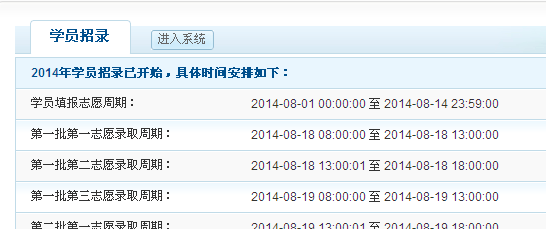 学员招录 进入系统
2014年学员招录已开始，具体时间安排如下：
学员填报志愿周期： 2014-08-01 00:00:00 至 2014-08-14 23:59:00
第一批第一志愿录取周期： 2014-08-18 08:00:00 至 2014-08-18 13:00:00
第一批第二志愿录取周期： 2014-08-18 13:00:01 至 2014-08-18 18:00:00
第一批第三志愿录取周期： 2014-08-19 08:00:00 至 2014-08-19 13:00:00
第二批第一志愿录取周期： 2014-08-19 13:00:01 至 2014-08-19 18:00:00